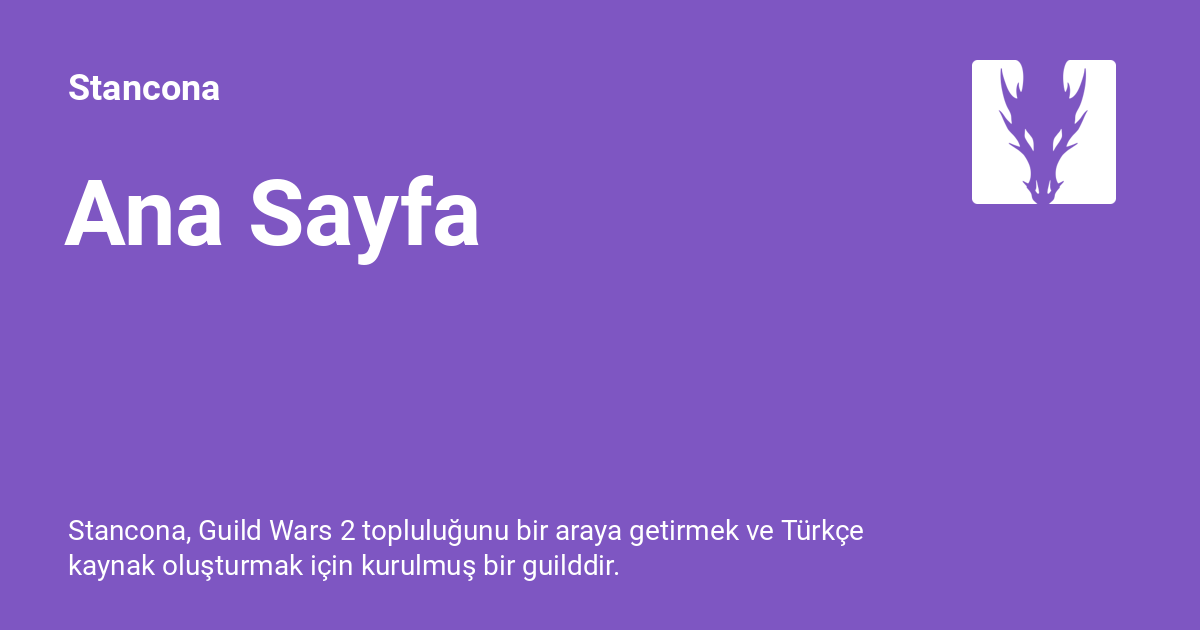 Stancona
Ana Sayfa
Stancona, Guild Wars 2 topluluğunu bir araya getirmek ve Türkçe
kaynak oluşturmak için kurulmuş bir guilddir.